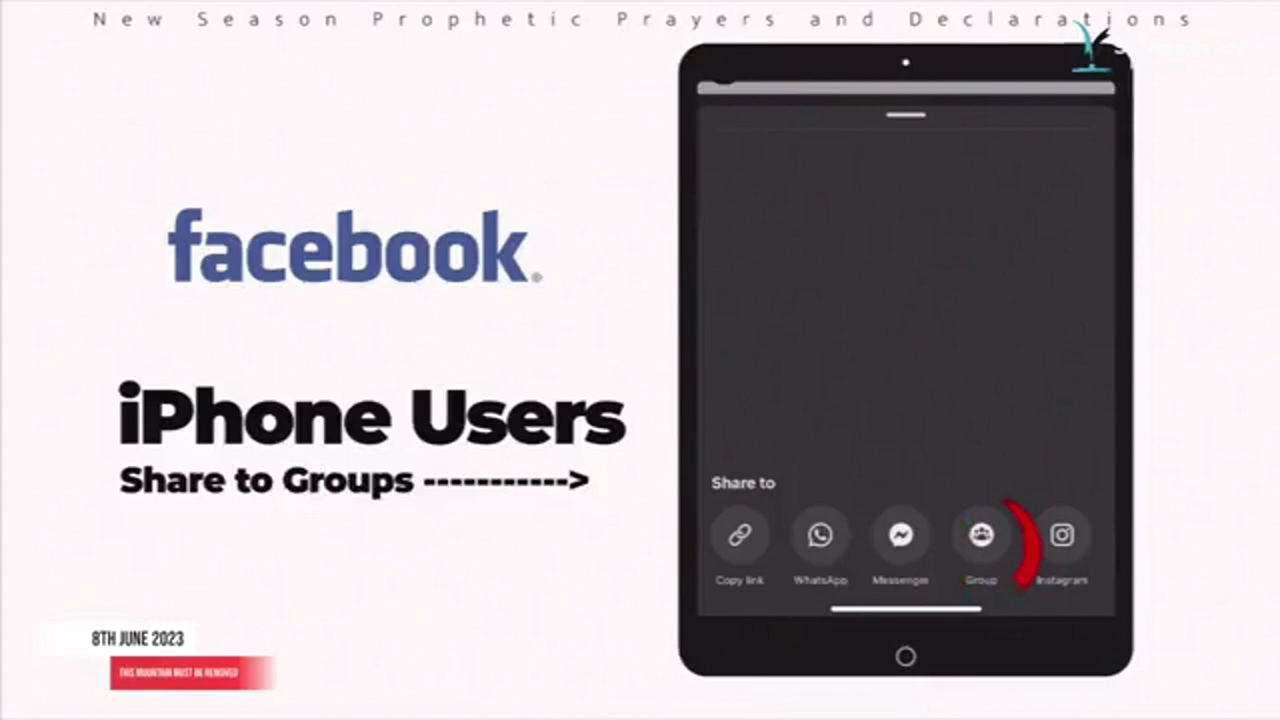 New Season Prophetic Prayers and Declarations
facebook®
iPhone Users
Share to Groups ----------->
Share to
Copy link
WhatsApp
Messenger
Group
Instagram
8TH JUNE 2023
THIS MOUNTAIN MUST BE REMOVED